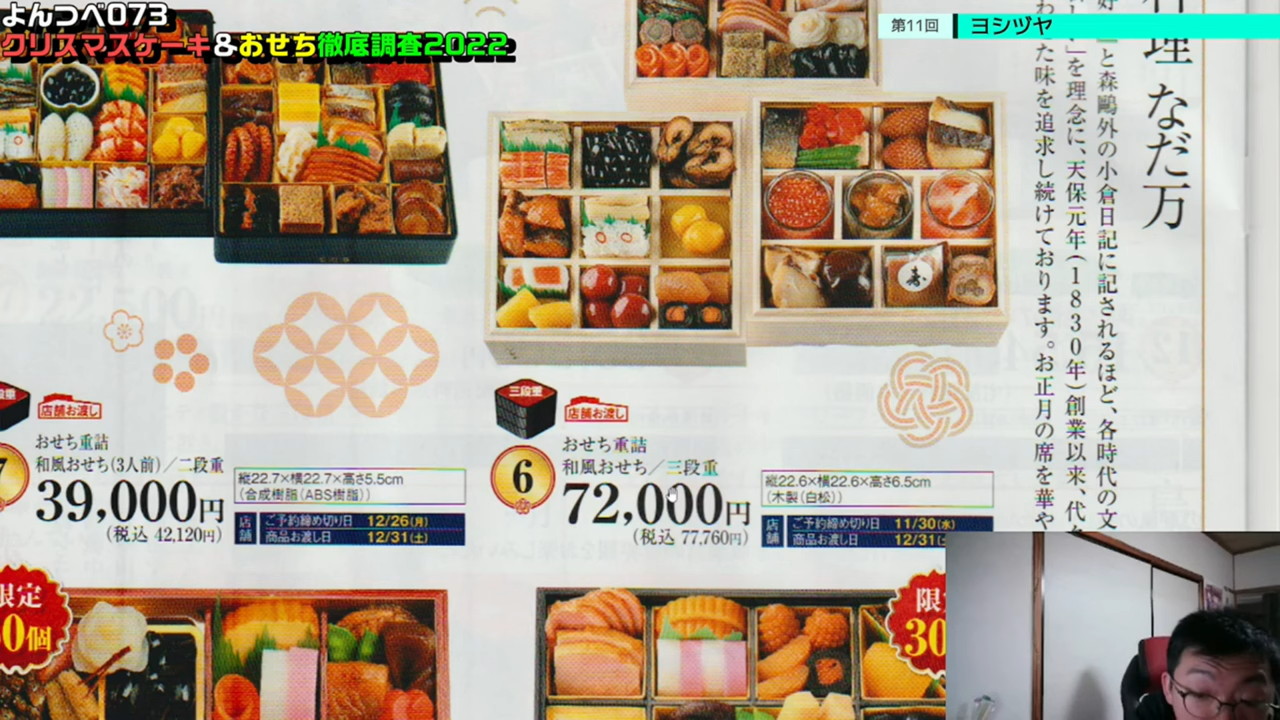 よんつべ073
クリスマスケーキ&おせち徹底調査2022
第11回 ヨシヅヤ
なだ万
と森鷗外の小倉日記に記されるほど、各時代の文
」を理念に、天保元年(1830年)創業以来、代々
た味を追求し続けております。お正月の席を華や
寿
店舗お渡し
おせち重詰
和風おせち(3人前)/二段重
39,000円
(税込 42,120円)
縦22.7×横22.7×高さ5.5cm
(合成樹脂(ABS樹脂))
店舗
ご予約締め切り日 12/26(月)
商品お渡し日 12/31(土)
三段重
店舗お渡し
6
おせち重詰
和風おせち/三段重
72,000円
(税込 77,760円)
縦22.6×横22.6×高さ6.5cm
(木製(白松))
店舗
ご予約締め切り日 11/30(水)
商品お渡し日 12/31
限定
0個
限
30